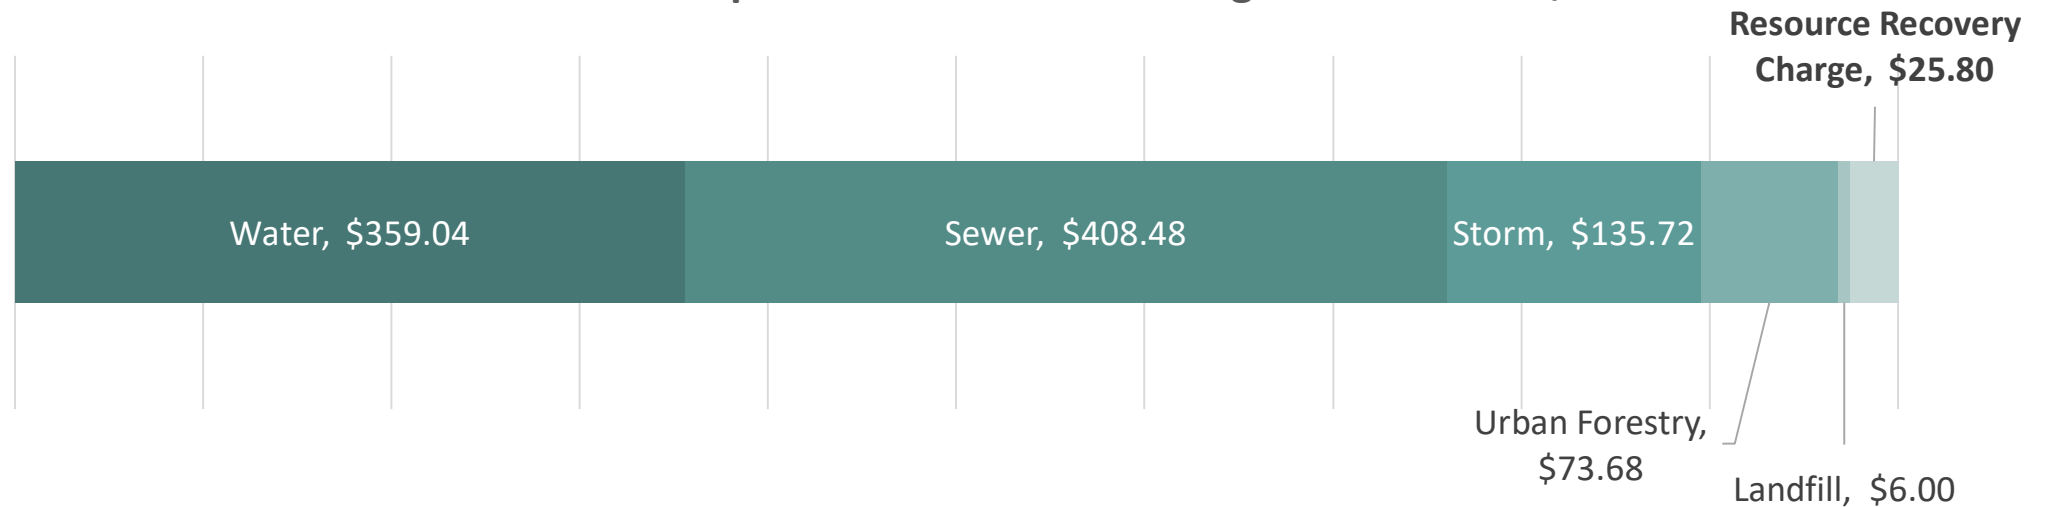 Resource Recovery
Charge, $25.80
Water, $359.04
Sewer, $408.48
Storm, $135.72
Urban Forestry,
$73.68
Landfill, $6.00